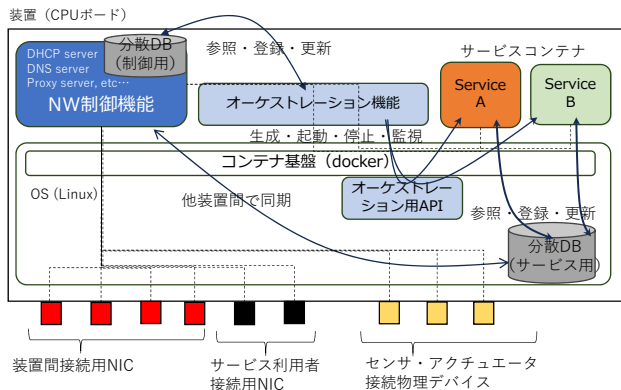 装置（CPUボード）
DHCP server
DNS server
Proxy server, etc…
NW制御機能
分散DB
（制御用）
参照・登録・更新
サービスコンテナ
オーケストレーション機能
Service
A
Service
B
生成・起動・停止・監視
コンテナ基盤（docker）
OS (Linux)
他装置間で同期
オーケストレー
ション用API
参照・登録・更新
分散DB
（サービス用）
装置間接続用NIC
サービス利用者
接続用NIC
センサ・アクチュエータ
接続物理デバイス